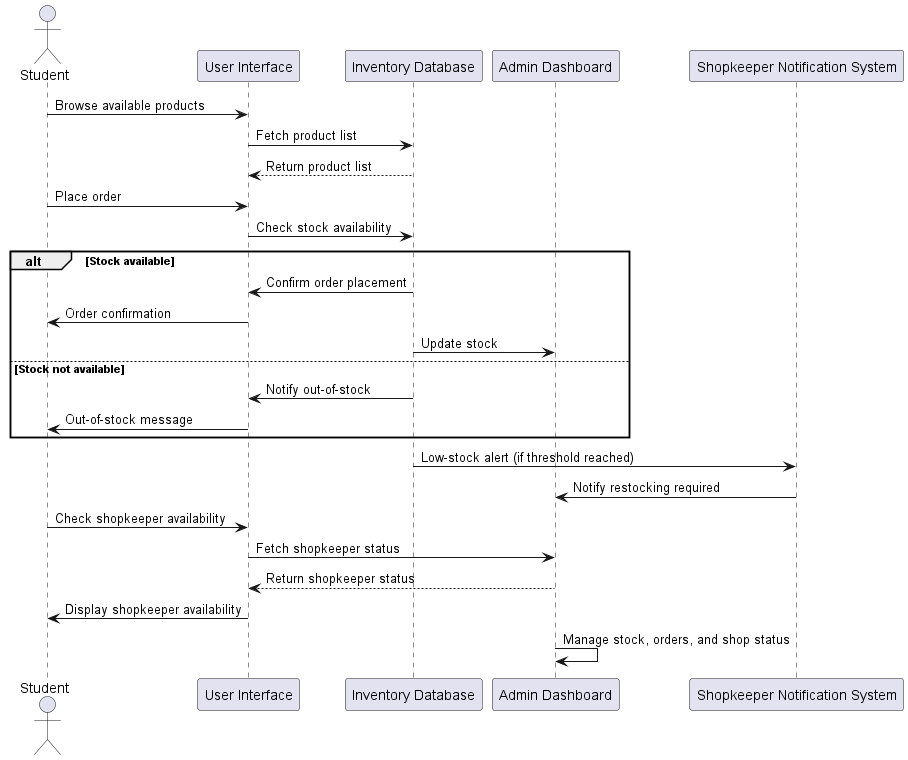 Student
User Interface
Inventory Database
Admin Dashboard
Shopkeeper Notification System
Browse available products
Fetch product list
Return product list
Place order
Check stock availability
alt
[Stock available]
Confirm order placement
Order confirmation
Update stock
[Stock not available]
Notify out-of-stock
Out-of-stock message
Low-stock alert (if threshold reached)
Notify restocking required
Check shopkeeper availability
Fetch shopkeeper status
Return shopkeeper status
Display shopkeeper availability
Manage stock, orders, and shop status
Student
User Interface
Inventory Database
Admin Dashboard
Shopkeeper Notification System